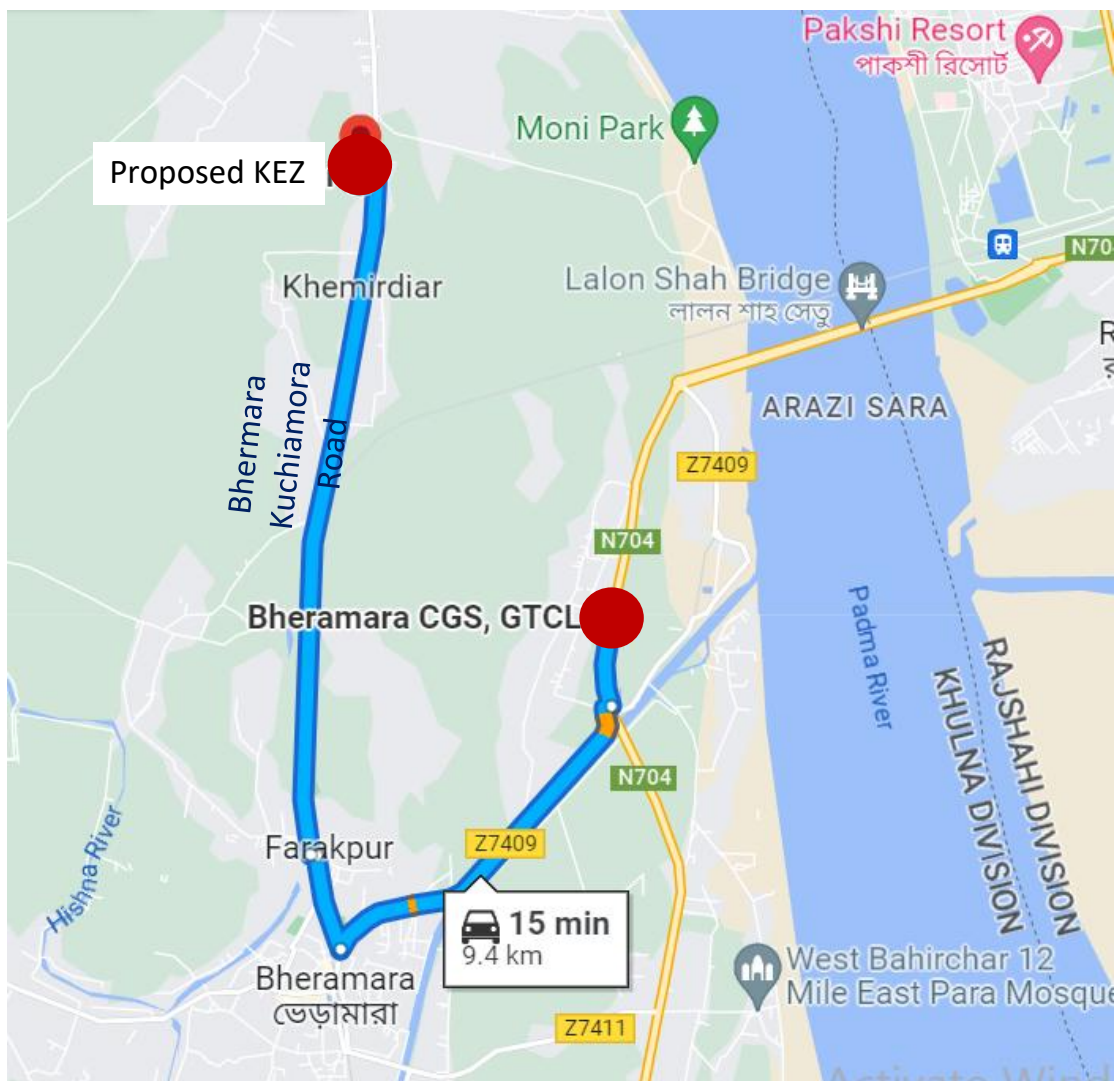 Pakshi Resort
পাকশী রিসোর্ট
Moni Park
Proposed KEZ
Khemirdiar
Lalon Shah Bridge
লালন শাহ সেতু
N70
ARAZI SARA
Bhermara
Kuchiamora
Road
Z7409
N704
Bheramara CGS, GTCL
Padma River
RAJSHAHI DIVISION
KHULNA DIVISION
N704
Hishna River
Farakpur
Z7409
15 min
9.4 km
Bheramara
ভেড়ামারা
West Bahirchar 12
Mile East Para Mosque
Z7411